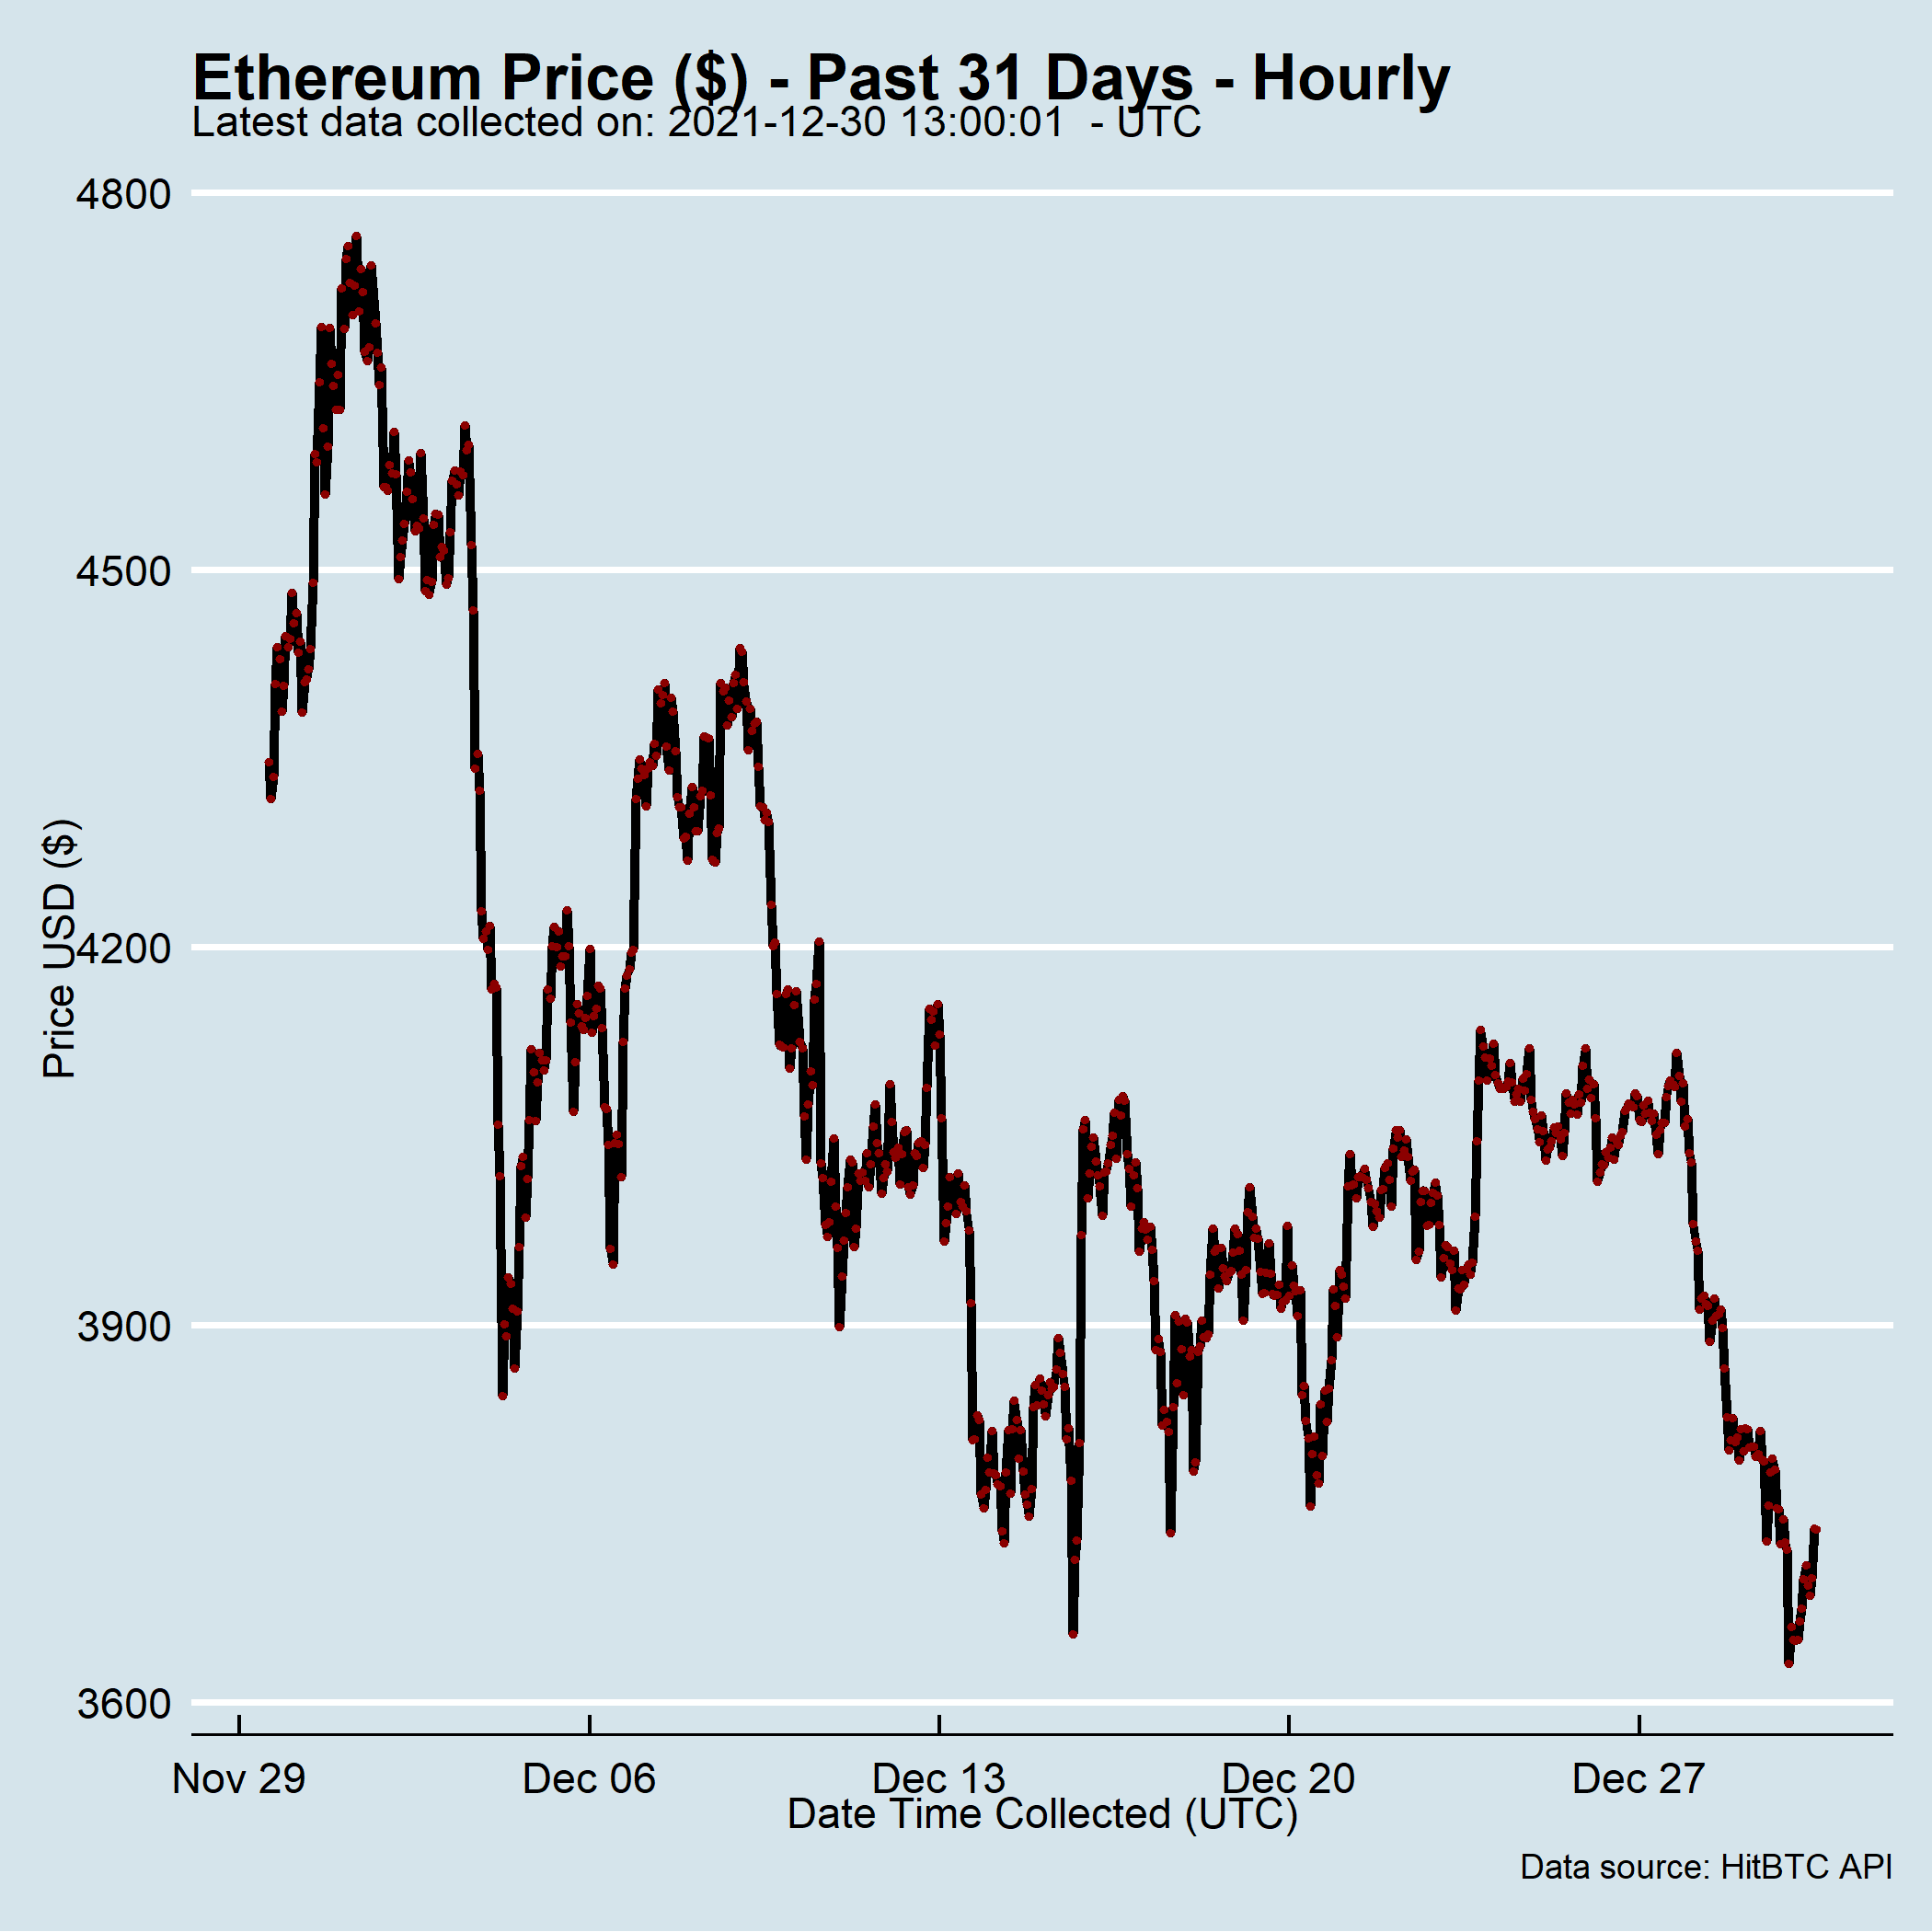 Ethereum Price ($) - Past 31 Days - Hourly
Latest data collected on: 2021-12-30 13:00:01  - UTC
4800
4500
4200
3900
3600
Price USD ($)
Nov 29
Dec 06
Dec 13
Dec 20
Dec 27
Date Time Collected (UTC)
Data source: HitBTC API